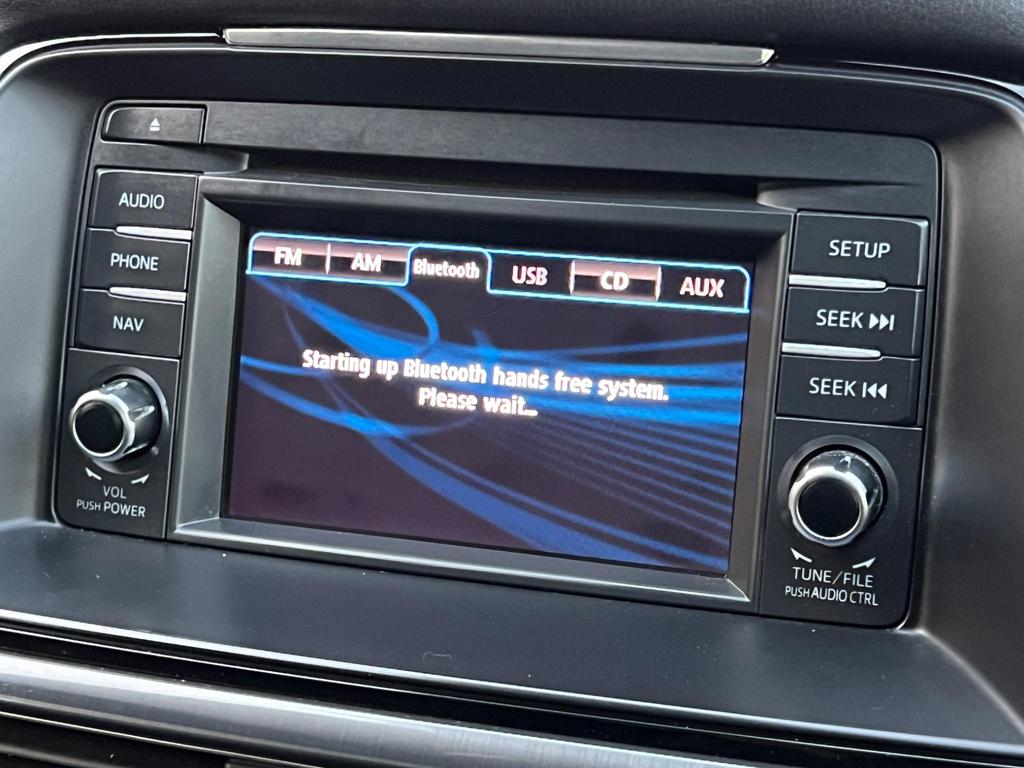 AUDIO
PHONE
NAV
VOL
PUSH POWER
FM AM Bluetooth USB CD AUX
Starting up Bluetooth hands free system.
Please wait...
SETUP
SEEK
SEEK
TUNE/FILE
PUSH AUDIO CTRL